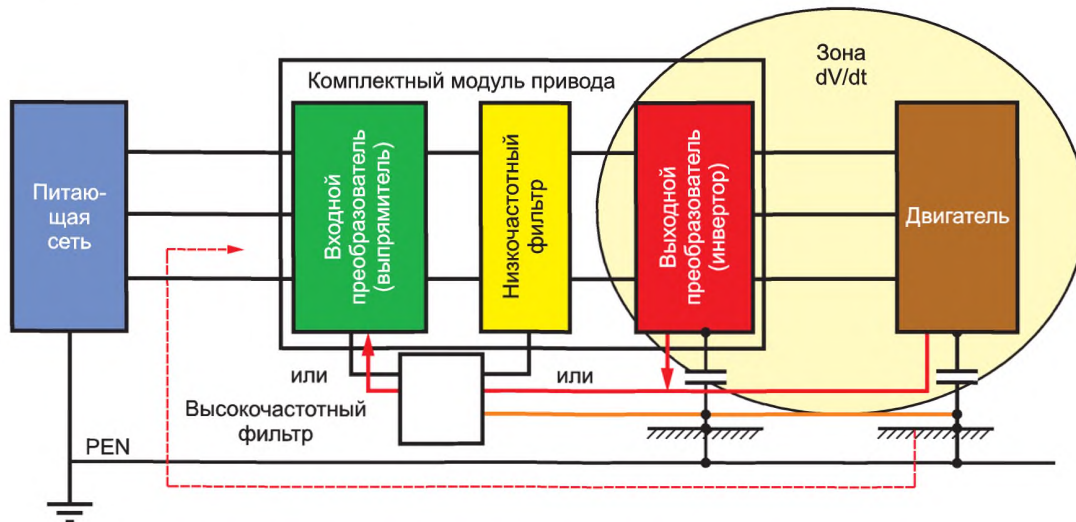 Зона
dV/dt
Комплектный модуль привода
Питаю-
щая
сеть
Входной
преобразователь
(выпрямитель)
Низкочастотный
фильтр
Выходной
преобразователь
(инвертор)
Двигатель
или
или
Высокочастотный
фильтр
PEN